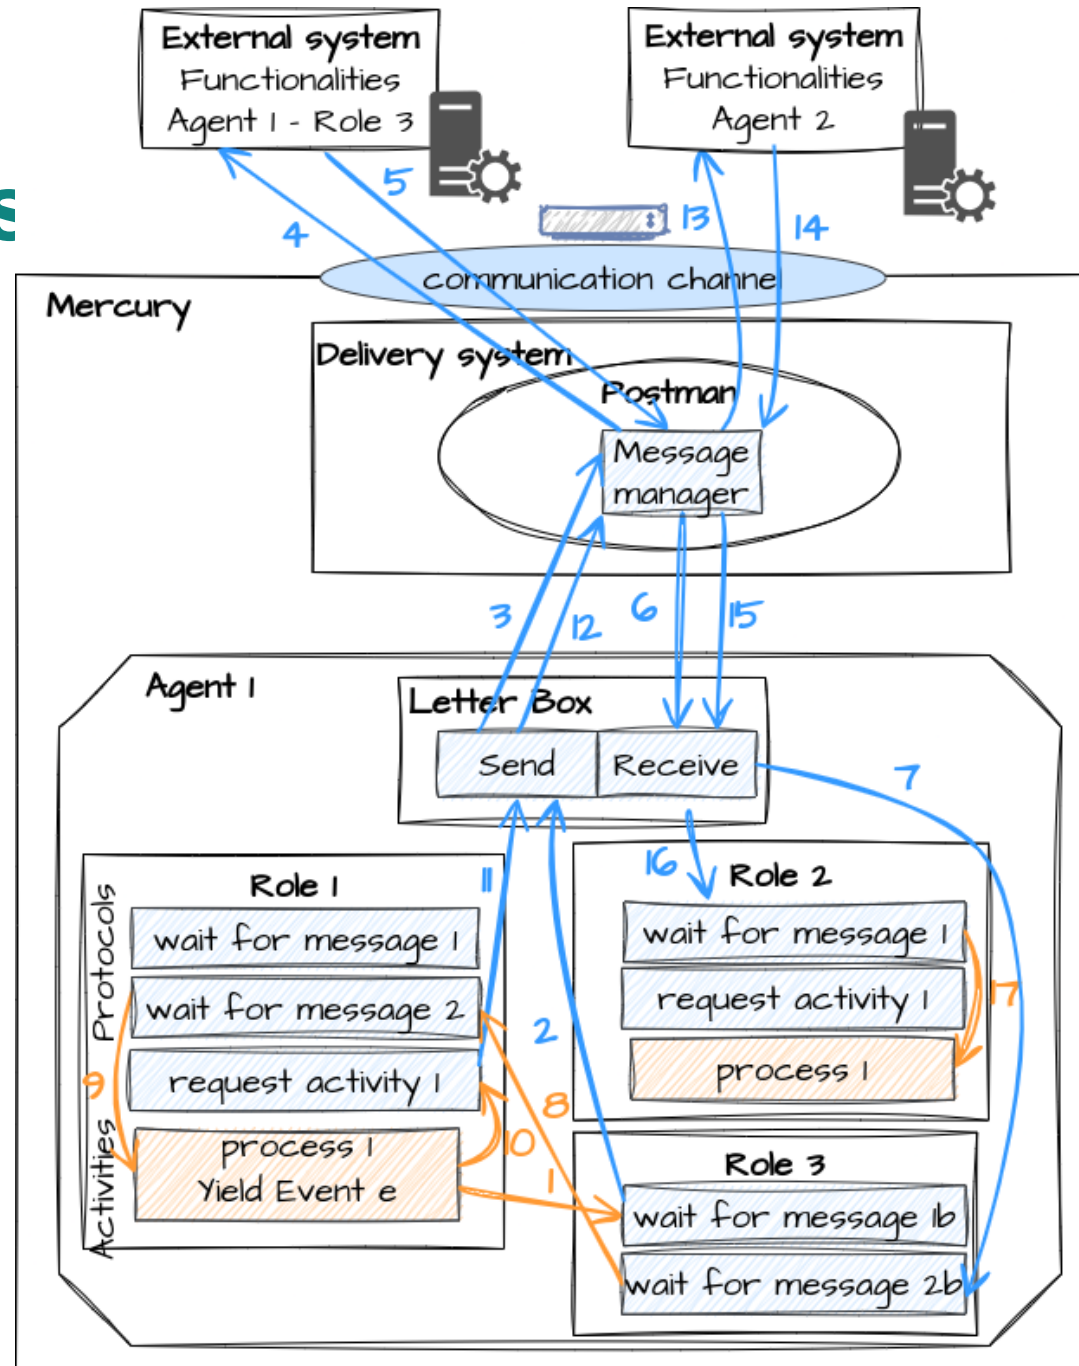 External system
Functionalities
Agent 1 - Role 3
External system
Functionalities
Agent 2
s
5
4
13
14
communication channel
Mercury
Delivery system
Postman
Message
manager
3
12
6
15
Agent 1
Letter Box
Send
Receive
7
11
16
Role 1
Protocols
wait for message 1
wait for message 2
request activity 1
9
Activities
process 1
Yield Event e
10
8
1
2
Role 2
wait for message 1
request activity 1
process 1
17
Role 3
wait for message 1b
wait for message 2b